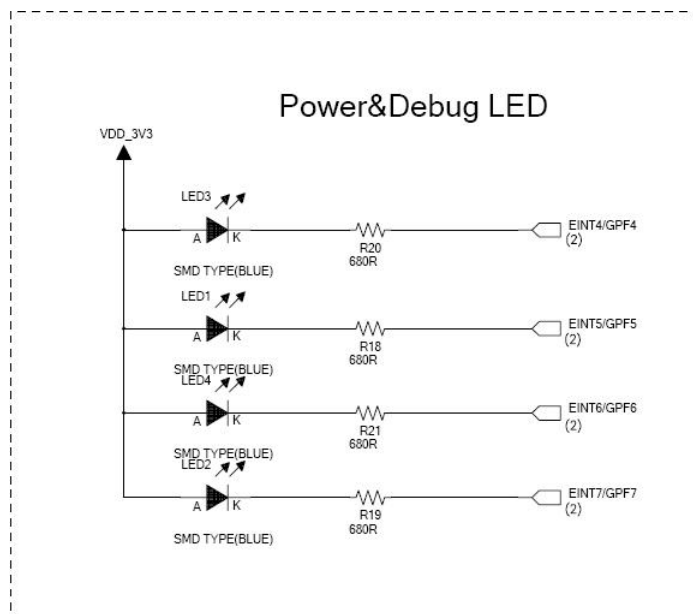 Power&Debug LED
VDD_3V3
LED3
A K
EINT4/GPF4
(2)
R20
680R
SMD TYPE(BLUE)
LED1
A K
EINT5/GPF5
(2)
R18
680R
SMD TYPE(BLUE)
LED4
A K
EINT6/GPF6
(2)
R21
680R
SMD TYPE(BLUE)
LED2
A K
EINT7/GPF7
(2)
R19
680R
SMD TYPE(BLUE)